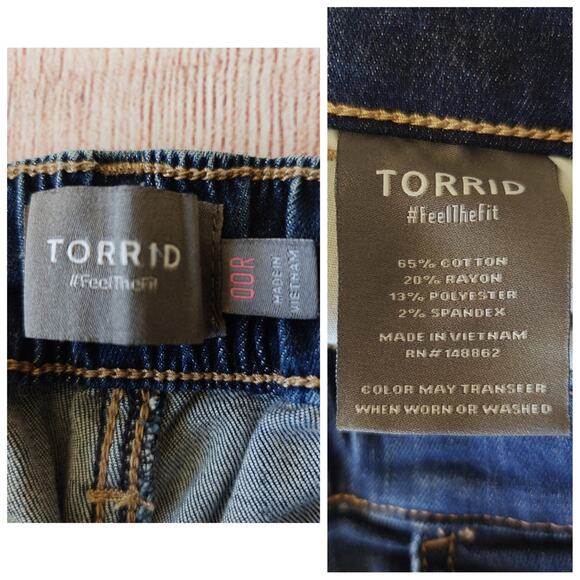 TORRID
#FeelTheFit
00R
MADE IN
VIETNAM
TORRID
#FeelTheFit
65% COTTON
20% RAYON
13% POLYESTER
2% SPANDEX
MADE IN VIETNAM
RN# 148862
COLOR MAY TRANSFER
WHEN WORN OR WASHED